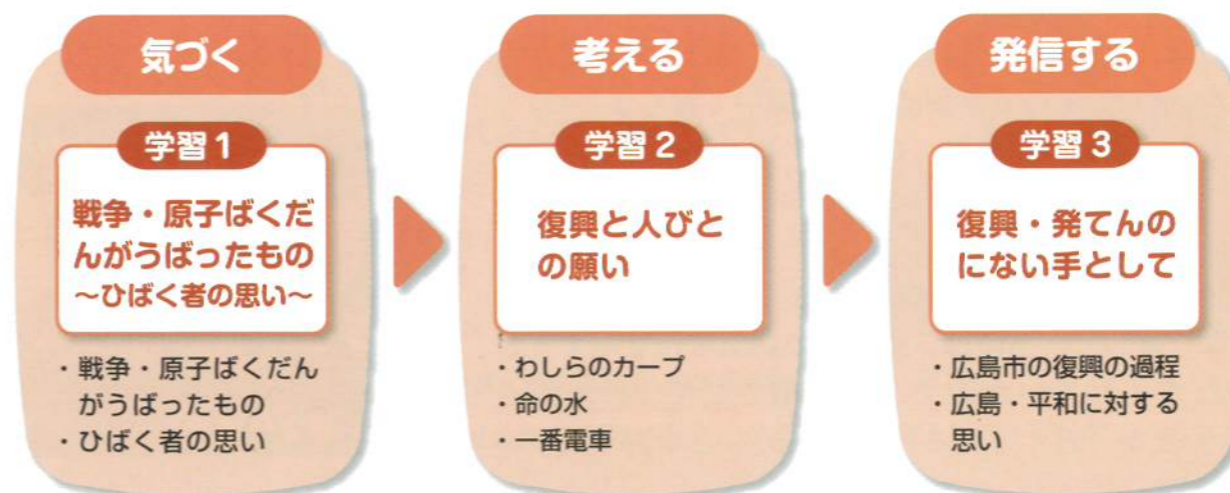 気づく
学習1
戦争・原子ばくだ
んがうばったもの
～ひばく者の思い～
・戦争・原子ばくだん
がうばったもの
・ひばく者の思い
考える
学習2
復興と人びと
の願い
・わしらのカープ
・命の水
・一番電車
発信する
学習3
復興・発てんの
にない手として
・広島市の復興の過程
・広島・平和に対する
思い